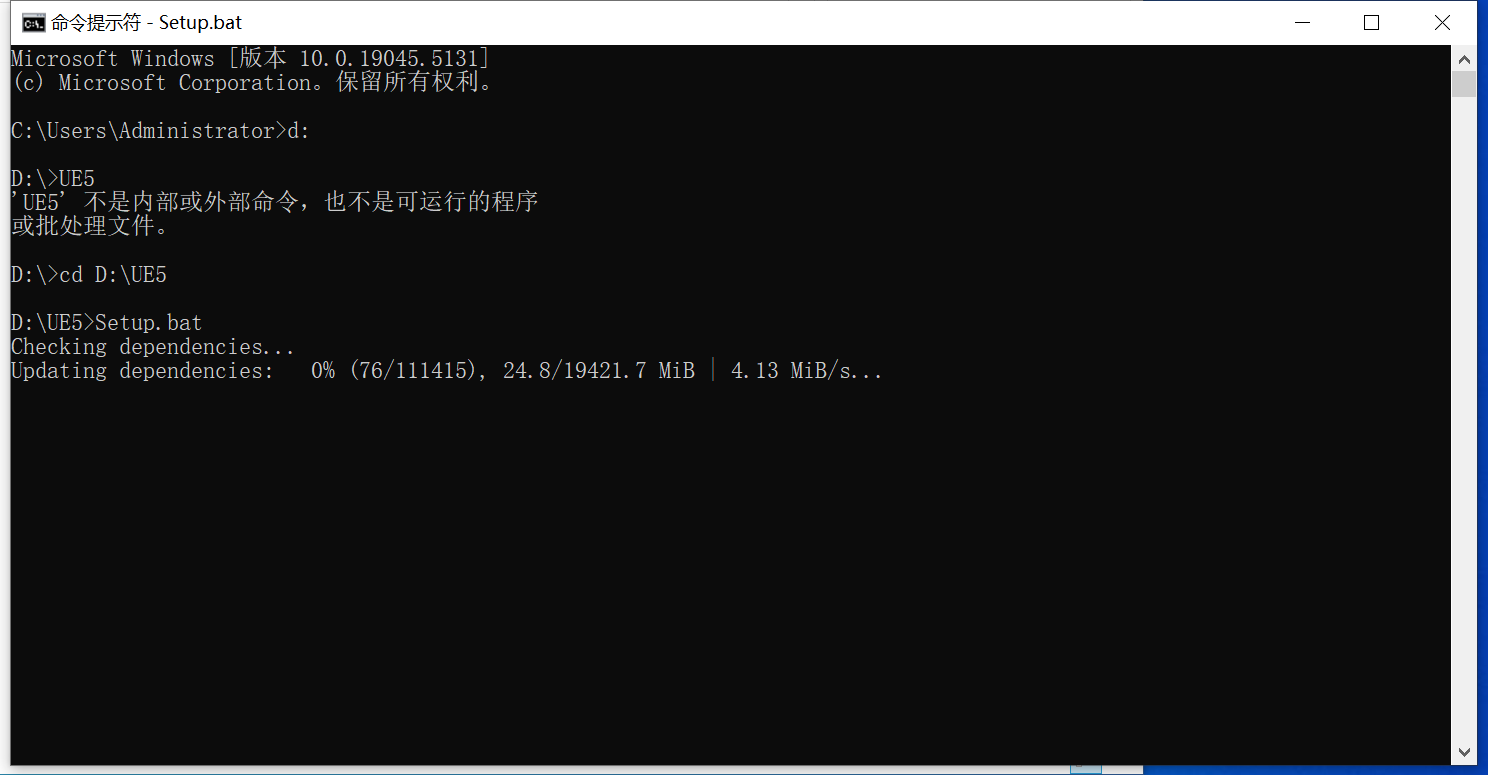 命令提示符 - Setup.bat
Microsoft Windows [版本 10.0.19045.5131]
(c) Microsoft Corporation。保留所有权利。
C:\Users\Administrator>d:
D:\>UE5
'UE5' 不是内部或外部命令，也不是可运行的程序
或批处理文件。
D:\>cd D:\UE5
D:\UE5>Setup.bat
Checking dependencies...
Updating dependencies:   0% (76/111415), 24.8/19421.7 MiB | 4.13 MiB/s...